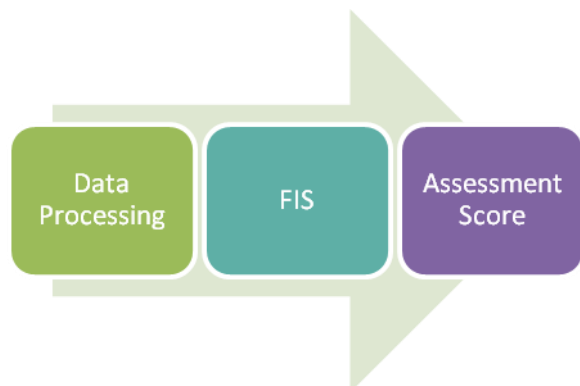 Data
Processing
FIS
Assessment
Score